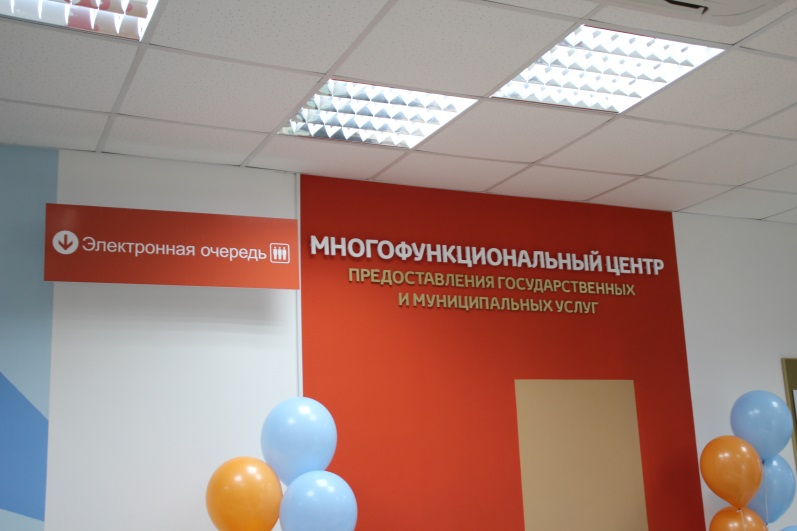 Электронная очередь
МНОГОФУНКЦИОНАЛЬНЫЙ ЦЕНТР
ПРЕДОСТАВЛЕНИЯ ГОСУДАРСТВЕННЫХ
И МУНИЦИПАЛЬНЫХ УСЛУГ